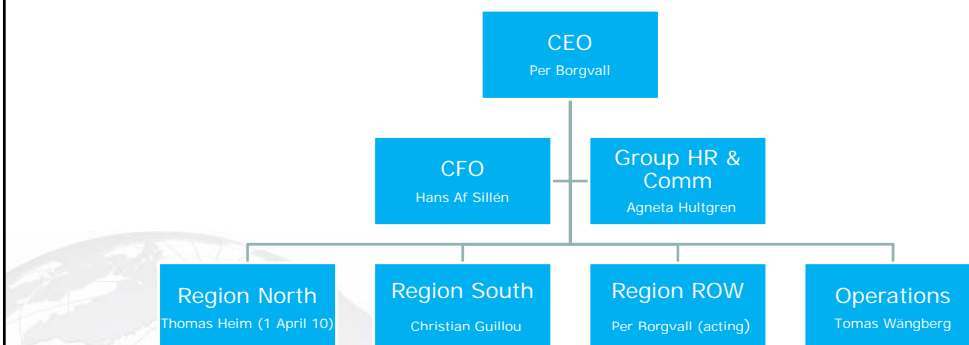 CEO
Per Borgvall
CFO
Hans Af Sillén
Group HR &
Comm
Agneta Hultgren
Region North
Thomas Heim (1 April 10)
Region South
Christian Guillou
Region ROW
Per Borgvall (acting)
Operations
Tomas Wängberg